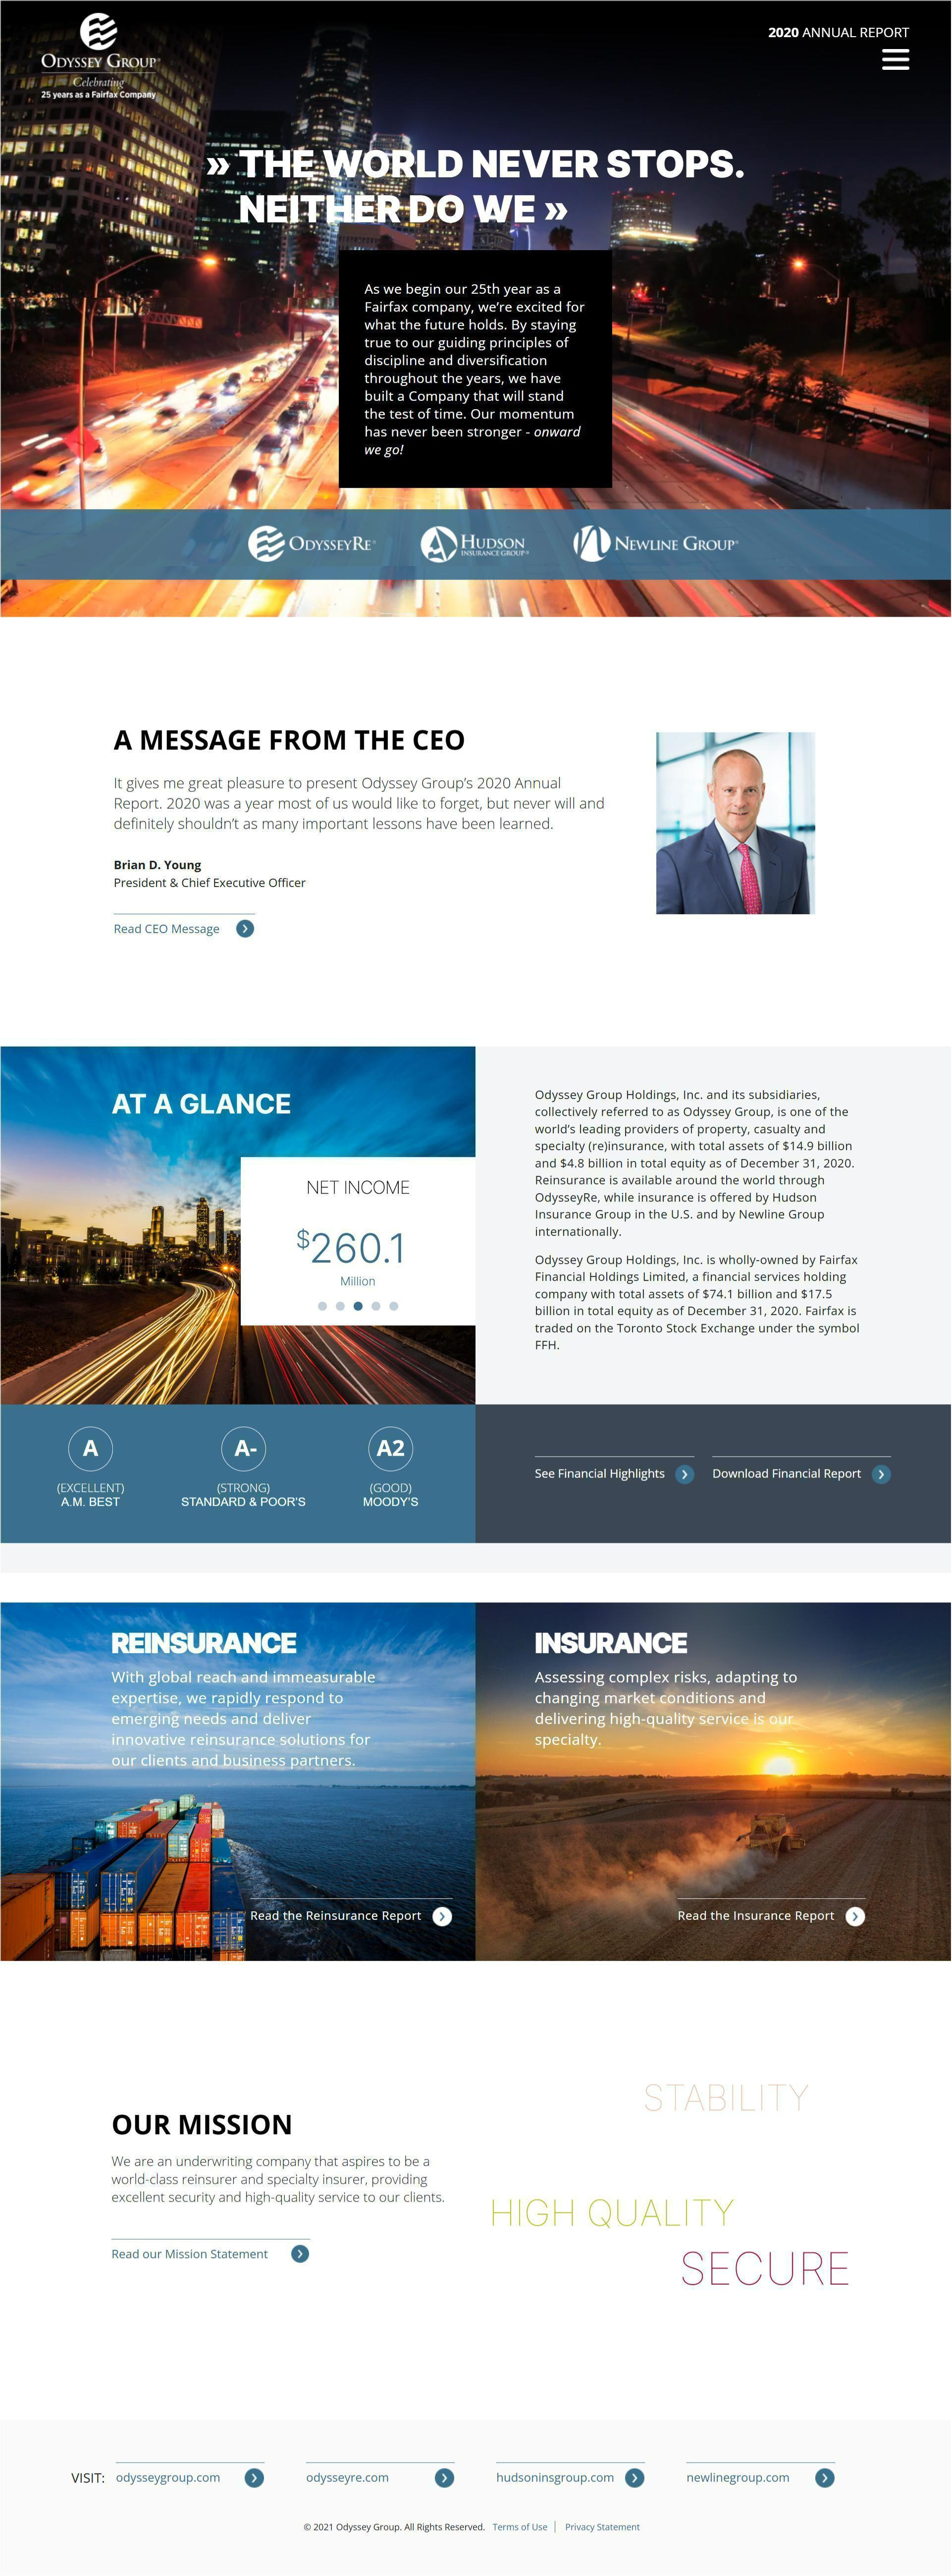 ODYSSEY GROUP
Celebrating
25 years as a Fairfax Company
2020 ANNUAL REPORT
» THE WORLD NEVER STOPS.
NEITHER DO WE »
As we begin our 25th year as a
Fairfax company, we’re excited for
what the future holds. By staying
true to our guiding principles of
discipline and diversification
throughout the years, we have
built a Company that will stand
the test of time. Our momentum
has never been stronger - onward
we go!
ODYSSEYRE®
HUDSON
INSURANCE GROUP®
NEWLINE GROUP®
A MESSAGE FROM THE CEO
It gives me great pleasure to present Odyssey Group’s 2020 Annual
Report. 2020 was a year most of us would like to forget, but never will and
definitely shouldn’t as many important lessons have been learned.
Brian D. Young
President & Chief Executive Officer
Read CEO Message
AT A GLANCE
NET INCOME
$260.1
Million
Odyssey Group Holdings, Inc. and its subsidiaries,
collectively referred to as Odyssey Group, is one of the
world’s leading providers of property, casualty and
specialty (re)insurance, with total assets of $14.9 billion
and $4.8 billion in total equity as of December 31, 2020.
Reinsurance is available around the world through
OdysseyRe, while insurance is offered by Hudson
Insurance Group in the U.S. and by Newline Group
internationally.
Odyssey Group Holdings, Inc. is wholly-owned by Fairfax
Financial Holdings Limited, a financial services holding
company with total assets of $74.1 billion and $17.5
billion in total equity as of December 31, 2020. Fairfax is
traded on the Toronto Stock Exchange under the symbol
FFH.
A
(EXCELLENT)
A.M. BEST
A-
(STRONG)
STANDARD & POOR’S
A2
(GOOD)
MOODY’S
See Financial Highlights
Download Financial Report
REINSURANCE
With global reach and immeasurable
expertise, we rapidly respond to
emerging needs and deliver
innovative reinsurance solutions for
our clients and business partners.
Read the Reinsurance Report
INSURANCE
Assessing complex risks, adapting to
changing market conditions and
delivering high-quality service is our
specialty.
Read the Insurance Report
OUR MISSION
We are an underwriting company that aspires to be a
world-class reinsurer and specialty insurer, providing
excellent security and high-quality service to our clients.
Read our Mission Statement
STABILITY
HIGH QUALITY
SECURE
VISIT:
odysseygroup.com
odysseyre.com
hudsoninsgroup.com
newlinegroup.com
© 2021 Odyssey Group. All Rights Reserved. Terms of Use | Privacy Statement